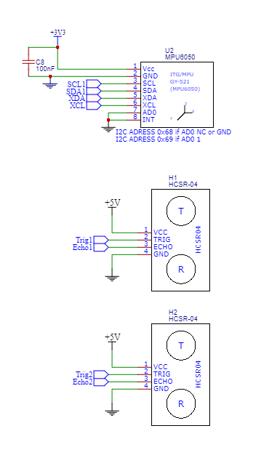 +3V3
C8
100nF
U2
MPU6050
1 Vcc
2 GND
SCL1 3 SCL
SDA1 4 SDA
XDA 5 XDA
XCL 6 XCL
7 AD0
8 INT
ITG/MPU
GY-521
(MPU6050)
I2C ADRESS 0x68 if AD0 NC or GND
I2C ADRESS 0x69 if AD0 1
H1
HCSR-04
+5V
1 VCC
Trig1 2 TRIG
Echo1 3 ECHO
4 GND
T
R
HCSR04
H2
HCSR-04
+5V
1 VCC
Trig2 2 TRIG
Echo2 3 ECHO
4 GND
T
R
HCSR04